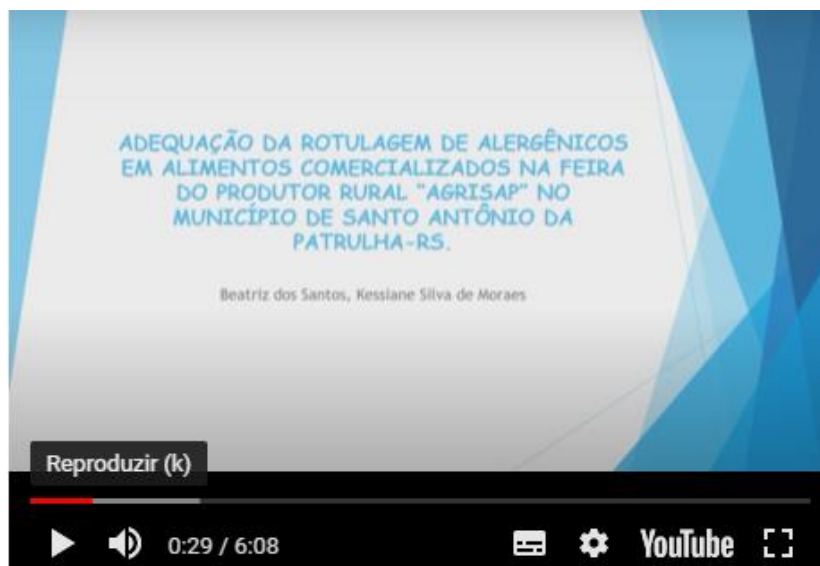 ADEQUAÇÃO DA ROTULAGEM DE ALERGÊNICOS
EM ALIMENTOS COMERCIALIZADOS NA FEIRA
DO PRODUTOR RURAL "AGRISAP" NO
MUNICÍPIO DE SANTO ANTÔNIO DA
PATRULHA-RS.
Beatriz dos Santos, Kessiane Silva de Moraes
Reproduzir (k)
0:29 / 6:08
YouTube